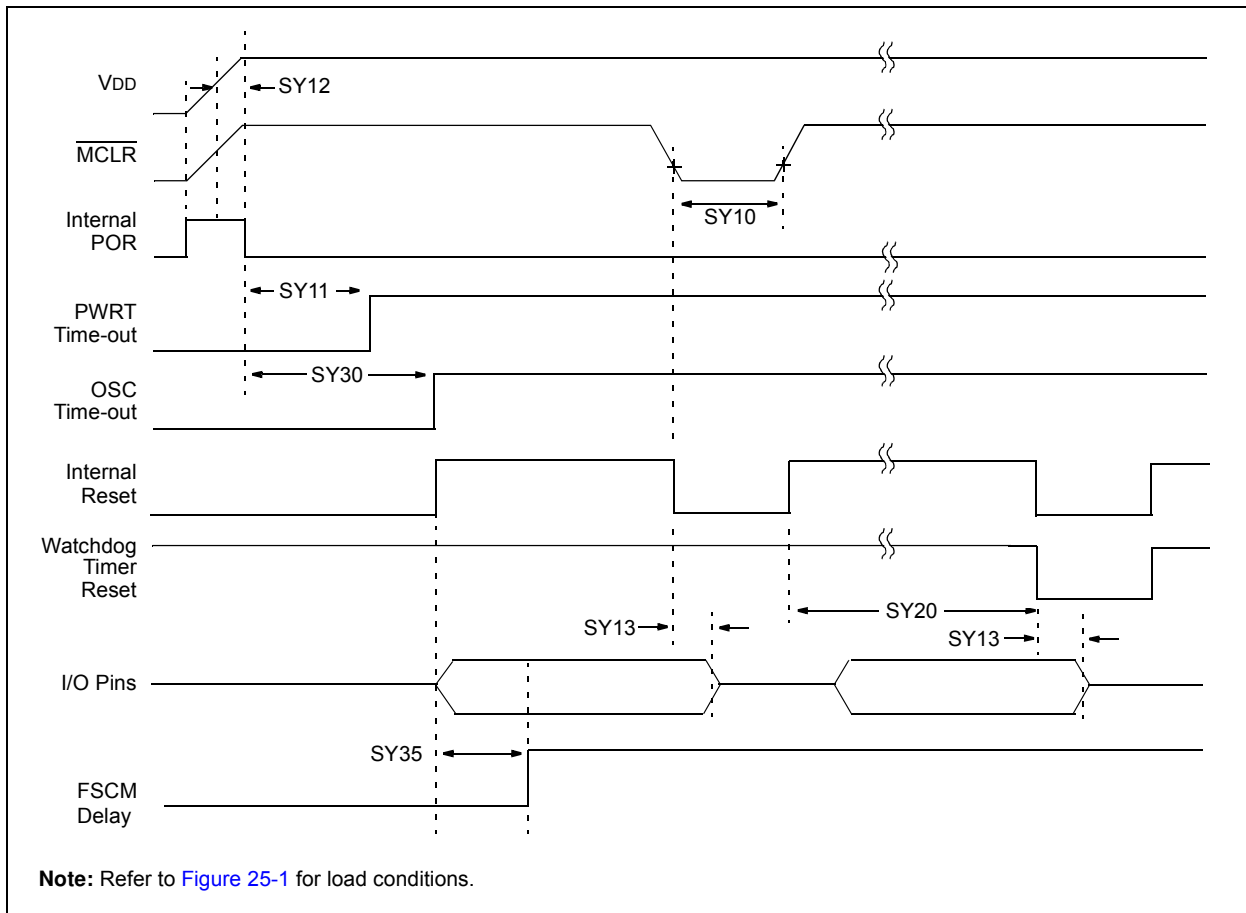 VDD
SY12
MCLR
SY10
Internal
POR
SY11
PWRT
Time-out
SY30
OSC
Time-out
Internal
Reset
Watchdog
Timer
Reset
SY20
SY13
SY13
I/O Pins
SY35
FSCM
Delay
Note: Refer to Figure 25-1 for load conditions.